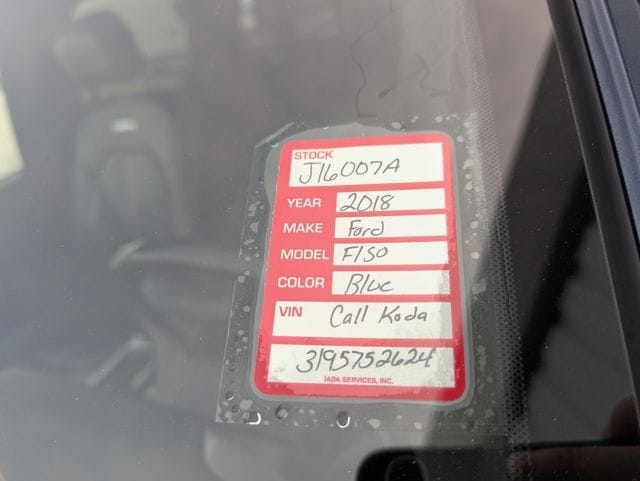 STOCK
J16007A
YEAR 2018
MAKE Ford
MODEL F150
COLOR Blue
VIN Call Koda
3195752624
IADA SERVICES, INC.